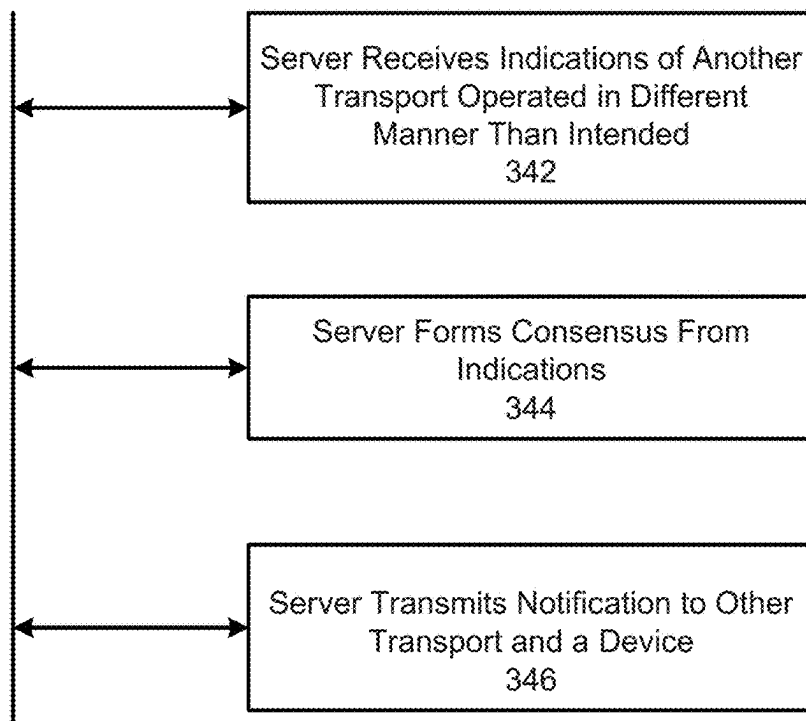 Server Receives Indications of Another
Transport Operated in Different
Manner Than Intended
342
Server Forms Consensus From
Indications
344
Server Transmits Notification to Other
Transport and a Device
346